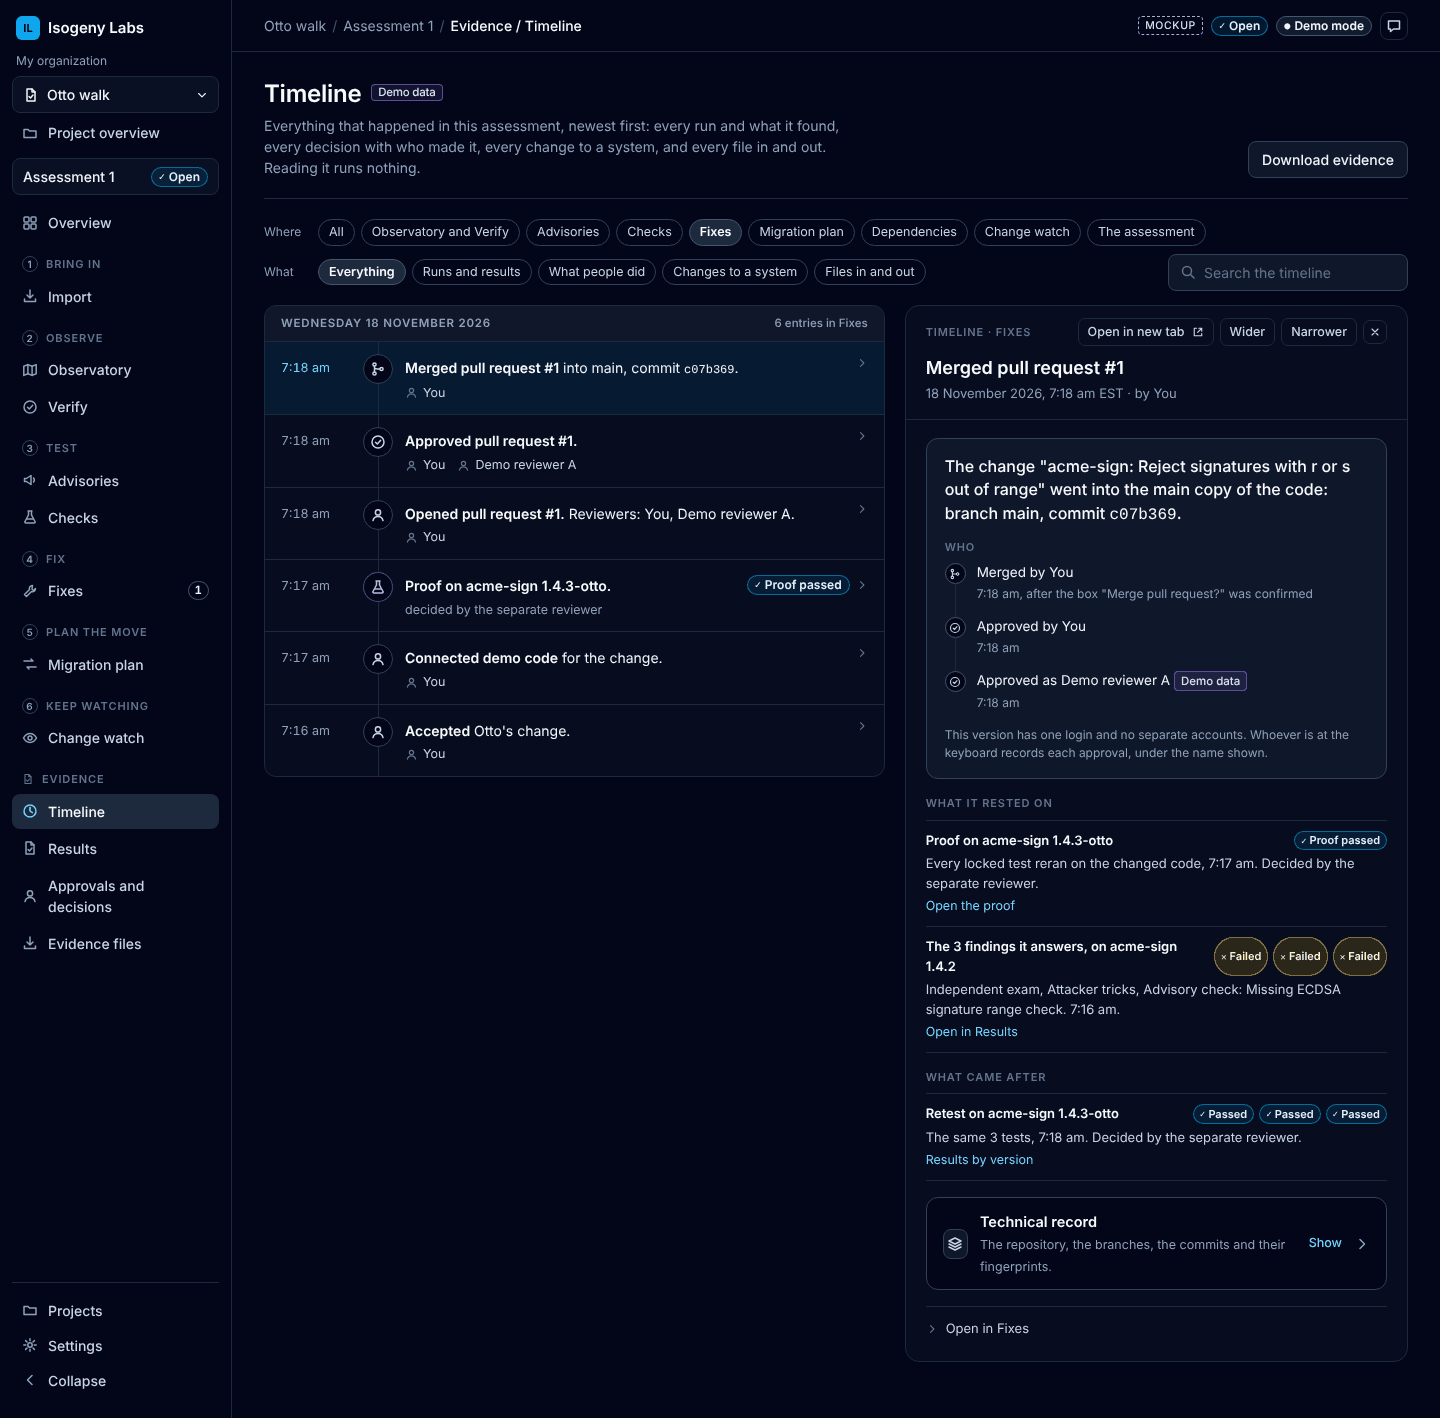 IL Isogeny Labs
My organization
Otto walk
Project overview
Assessment 1 ✓ Open
Overview
1 BRING IN
Import
2 OBSERVE
Observatory
Verify
3 TEST
Advisories
Checks
4 FIX
Fixes 1
5 PLAN THE MOVE
Migration plan
6 KEEP WATCHING
Change watch
EVIDENCE
Timeline
Results
Approvals and
decisions
Evidence files
Projects
Settings
Collapse
Otto walk / Assessment 1 / Evidence / Timeline
MOCKUP ✓ Open ● Demo mode
Timeline Demo data
Everything that happened in this assessment, newest first: every run and what it found,
every decision with who made it, every change to a system, and every file in and out.
Reading it runs nothing.
Download evidence
Where All Observatory and Verify Advisories Checks Fixes Migration plan Dependencies Change watch The assessment
What Everything Runs and results What people did Changes to a system Files in and out
Search the timeline
WEDNESDAY 18 NOVEMBER 2026 6 entries in Fixes
7:18 am Merged pull request #1 into main, commit c07b369.
You
7:18 am Approved pull request #1.
You Demo reviewer A
7:18 am Opened pull request #1. Reviewers: You, Demo reviewer A.
You
7:17 am Proof on acme-sign 1.4.3-otto. ✓ Proof passed
decided by the separate reviewer
7:17 am Connected demo code for the change.
You
7:16 am Accepted Otto's change.
You
TIMELINE · FIXES Open in new tab Wider Narrower ×
Merged pull request #1
18 November 2026, 7:18 am EST · by You
The change "acme-sign: Reject signatures with r or s
out of range" went into the main copy of the code:
branch main, commit c07b369.
WHO
Merged by You
7:18 am, after the box "Merge pull request?" was confirmed
Approved by You
7:18 am
Approved as Demo reviewer A Demo data
7:18 am
This version has one login and no separate accounts. Whoever is at the
keyboard records each approval, under the name shown.
WHAT IT RESTED ON
Proof on acme-sign 1.4.3-otto ✓ Proof passed
Every locked test reran on the changed code, 7:17 am. Decided by the
separate reviewer.
Open the proof
The 3 findings it answers, on acme-sign
1.4.2
× Failed × Failed × Failed
Independent exam, Attacker tricks, Advisory check: Missing ECDSA
signature range check. 7:16 am.
Open in Results
WHAT CAME AFTER
Retest on acme-sign 1.4.3-otto ✓ Passed ✓ Passed ✓ Passed
The same 3 tests, 7:18 am. Decided by the separate reviewer.
Results by version
Technical record
The repository, the branches, the commits and their
fingerprints.
Show
Open in Fixes